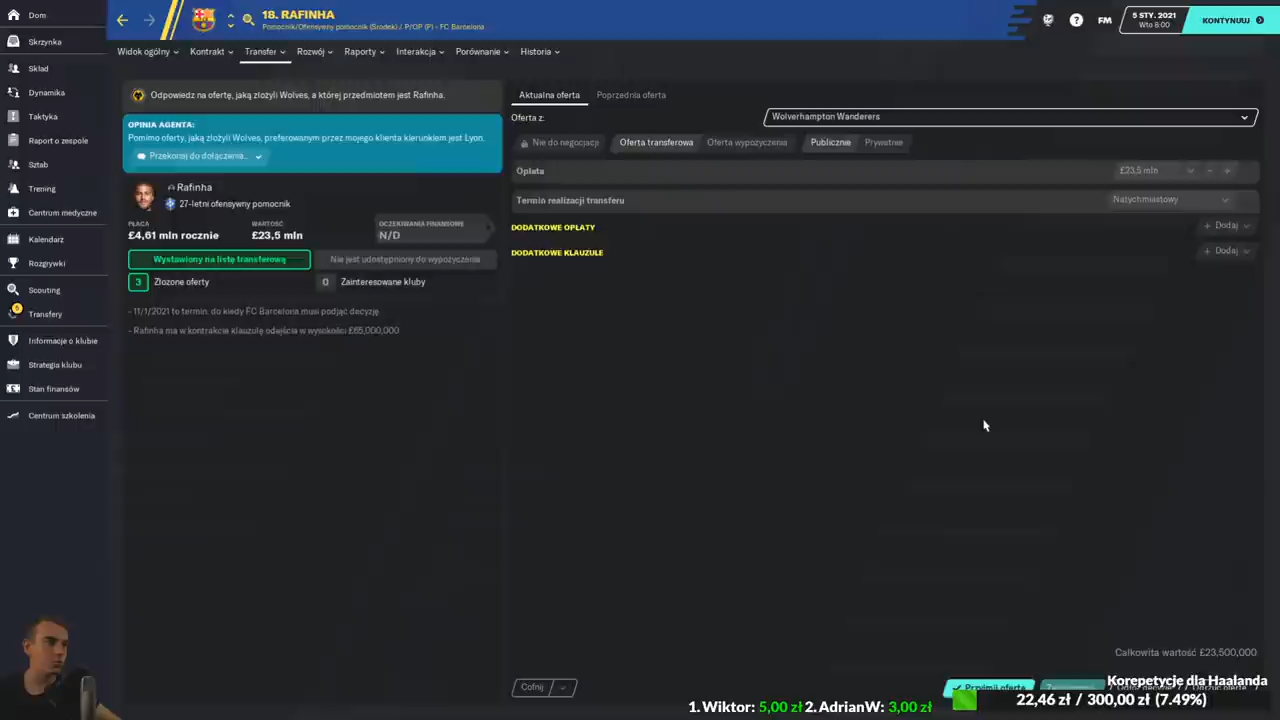 Dom
Skrzynka
Skład
Dynamika
Taktyka
Raport o zespole
Sztab
Trening
Centrum medyczne
Kalendarz
Rozgrywki
Scouting
Transfery
Informacje o klubie
Strategia klubu
Stan finansów
Centrum szkolenia
18. RAFINHA
Pomocnik/Ofensywny pomocnik (Środek) / P/OP (P) - FC Barcelona
FM
5 STY. 2021
Wto 8:00
KONTYNUUJ
Widok ogólny
Kontrakt
Transfer
Rozwój
Raporty
Interakcja
Porównanie
Historia
Odpowiedz na ofertę, jaką złożyli Wolves, a której przedmiotem jest Rafinha.
OPINIA AGENTA:
Pomimo oferty, jaką złożyli Wolves, preferowanym przez mojego klienta kierunkiem jest Lyon.
Przekonaj do dołączenia...
Rafinha
27-letni ofensywny pomocnik
PŁACA
£4,61 mln rocznie
WARTOŚĆ
£23,5 mln
OCZEKIWANIA FINANSOWE
N/D
Wystawiony na listę transferową
Nie jest udostępniony do wypożyczenia
3 Złożone oferty
0 Zainteresowane kluby
- 11/1/2021 to termin, do kiedy FC Barcelona musi podjąć decyzję
- Rafinha ma w kontrakcie klauzulę odejścia w wysokości £65,000,000
Aktualna oferta
Poprzednia oferta
Oferta z:
Wolverhampton Wanderers
Nie do negocjacji
Oferta transferowa
Oferta wypożyczenia
Publicznie
Prywatnie
Opłata
£23,5 mln
Termin realizacji transferu
Natychmiastowy
DODATKOWE OPŁATY
+ Dodaj
DODATKOWE KLAUZULE
+ Dodaj
Całkowita wartość £23,500,000
Cofnij
Przyjmij ofertę
Odrzuć ofertę
Korepetycje dla Haalanda
22,46 zł / 300,00 zł (7.49%)
1. Wiktor: 5,00 zł 2. AdrianW: 3,00 zł